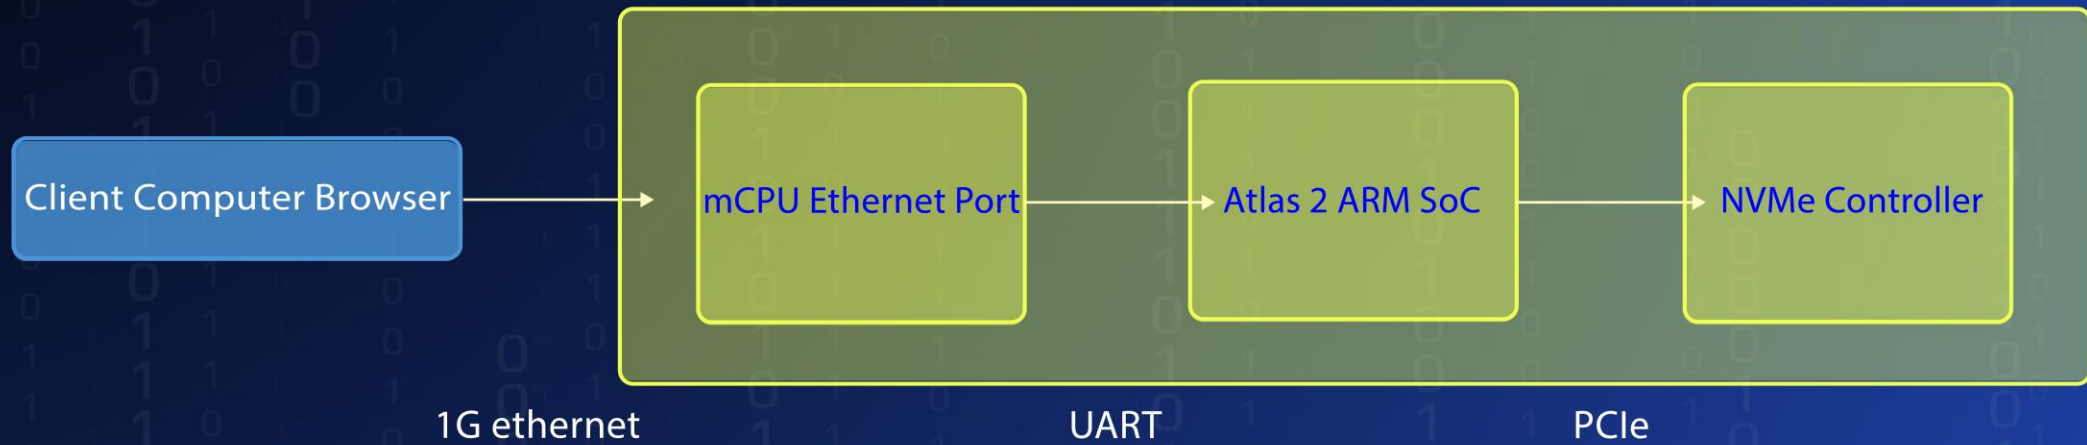 Client Computer Browser
mCPU Ethernet Port
Atlas 2 ARM SoC
NVMe Controller
1G ethernet
UART
PCIe